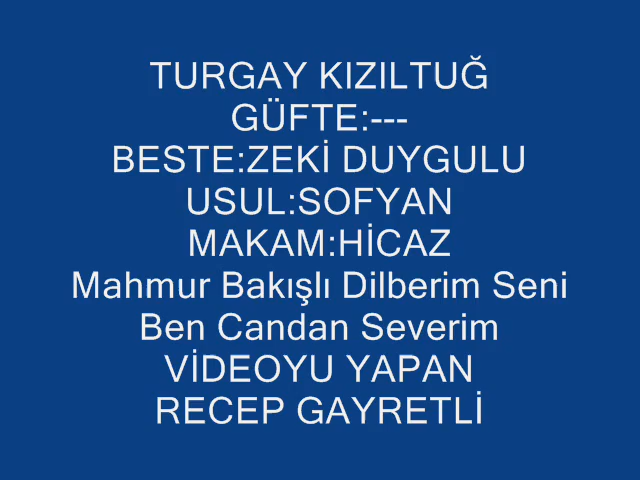 TURGAY KIZILTUĞ
GÜFTE:---
BESTE:ZEKİ DUYGULU
USUL:SOFYAN
MAKAM:HİCAZ
Mahmur Bakışlı Dilberim Seni
Ben Candan Severim
VİDEOYU YAPAN
RECEP GAYRETLİ